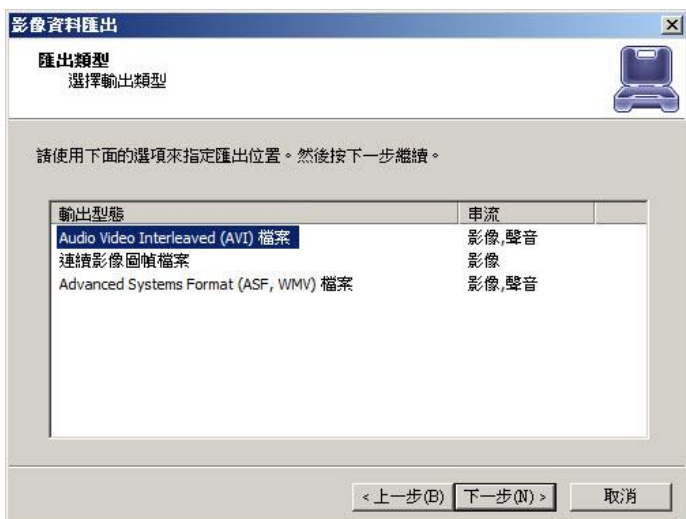 影像資料匯出
匯出類型
選擇輸出類型
請使用下面的選項來指定匯出位置。然後按下一步繼續。
輸出型態 串流
Audio Video Interleaved (AVI) 檔案 影像,聲音
連續影像圖幀檔案 影像
Advanced Systems Format (ASF, WMV) 檔案 影像,聲音
<上一步(B) 下一步(N)> 取消